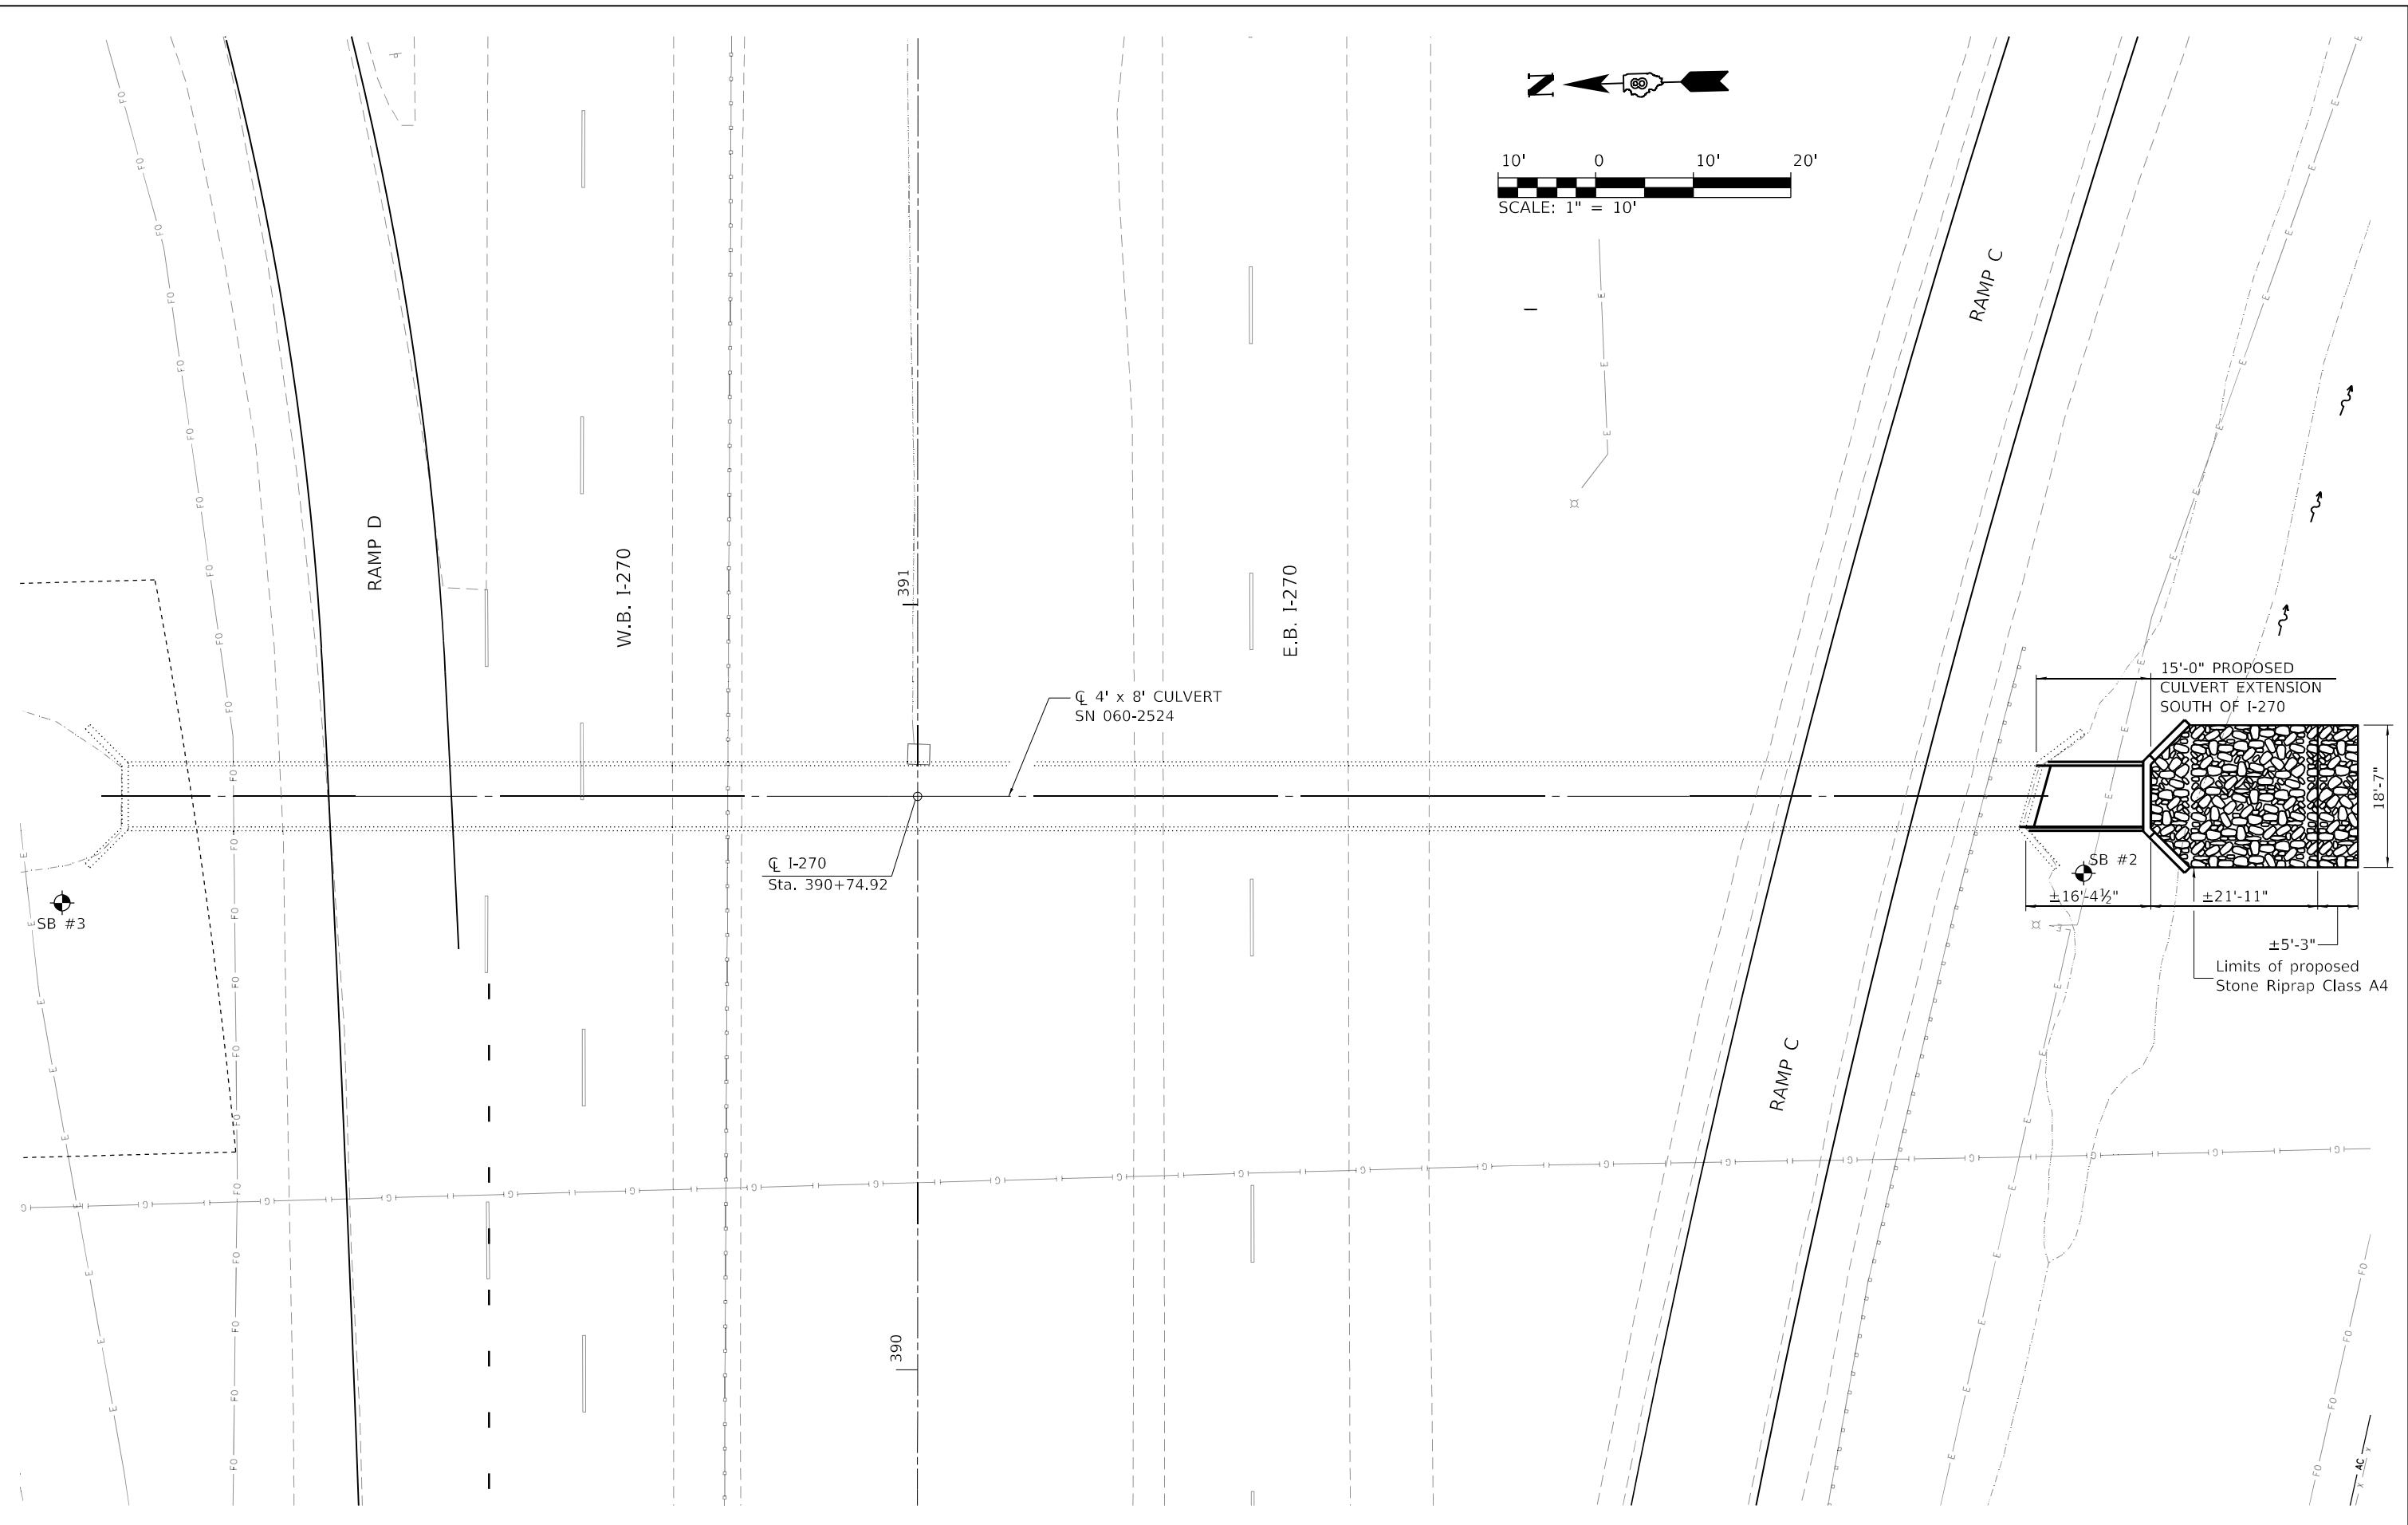 N
10' 0 10' 20'
SCALE: 1" = 10'
RAMP C
RAMP D
W.B. I-270
391
E.B. I-270
15'-0" PROPOSED
CULVERT EXTENSION
SOUTH OF I-270
℄ 4' x 8' CULVERT
SN 060-2524
18'-7"
℄ I-270
Sta. 390+74.92
SB #2
SB #3
±16'-4½"
±21'-11"
±5'-3"
Limits of proposed
Stone Riprap Class A4
RAMP C
390
FO
E
G
AC